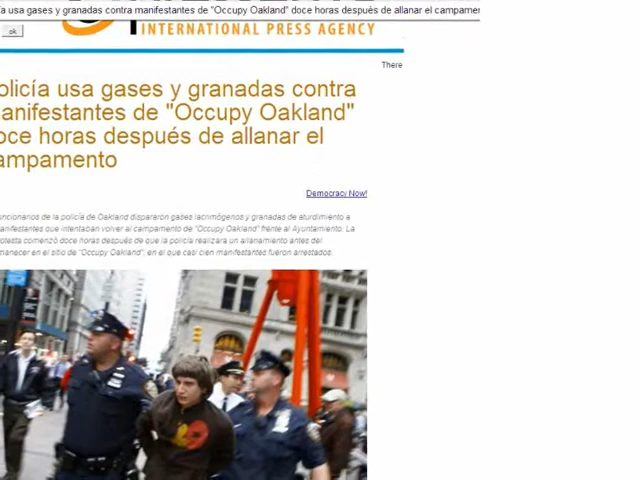 a usa gases y granadas contra manifestantes de "Occupy Oakland" doce horas después de allanar el campamen
ok
INTERNATIONAL PRESS AGENCY
There
olicía usa gases y granadas contra
anifestantes de "Occupy Oakland"
oce horas después de allanar el
ampamento
Democracy Now!
uncionarios de la policía de Oakland dispararon gases lacrimógenos y granadas de aturdimiento a
anifestantes que intentaban volver al campamento de "Occupy Oakland" frente al Ayuntamiento. La
otesta comenzó doce horas después de que la policía realizara un allanamiento antes del
manecer en el sitio de "Occupy Oakland", en el que casi cien manifestantes fueron arrestados.